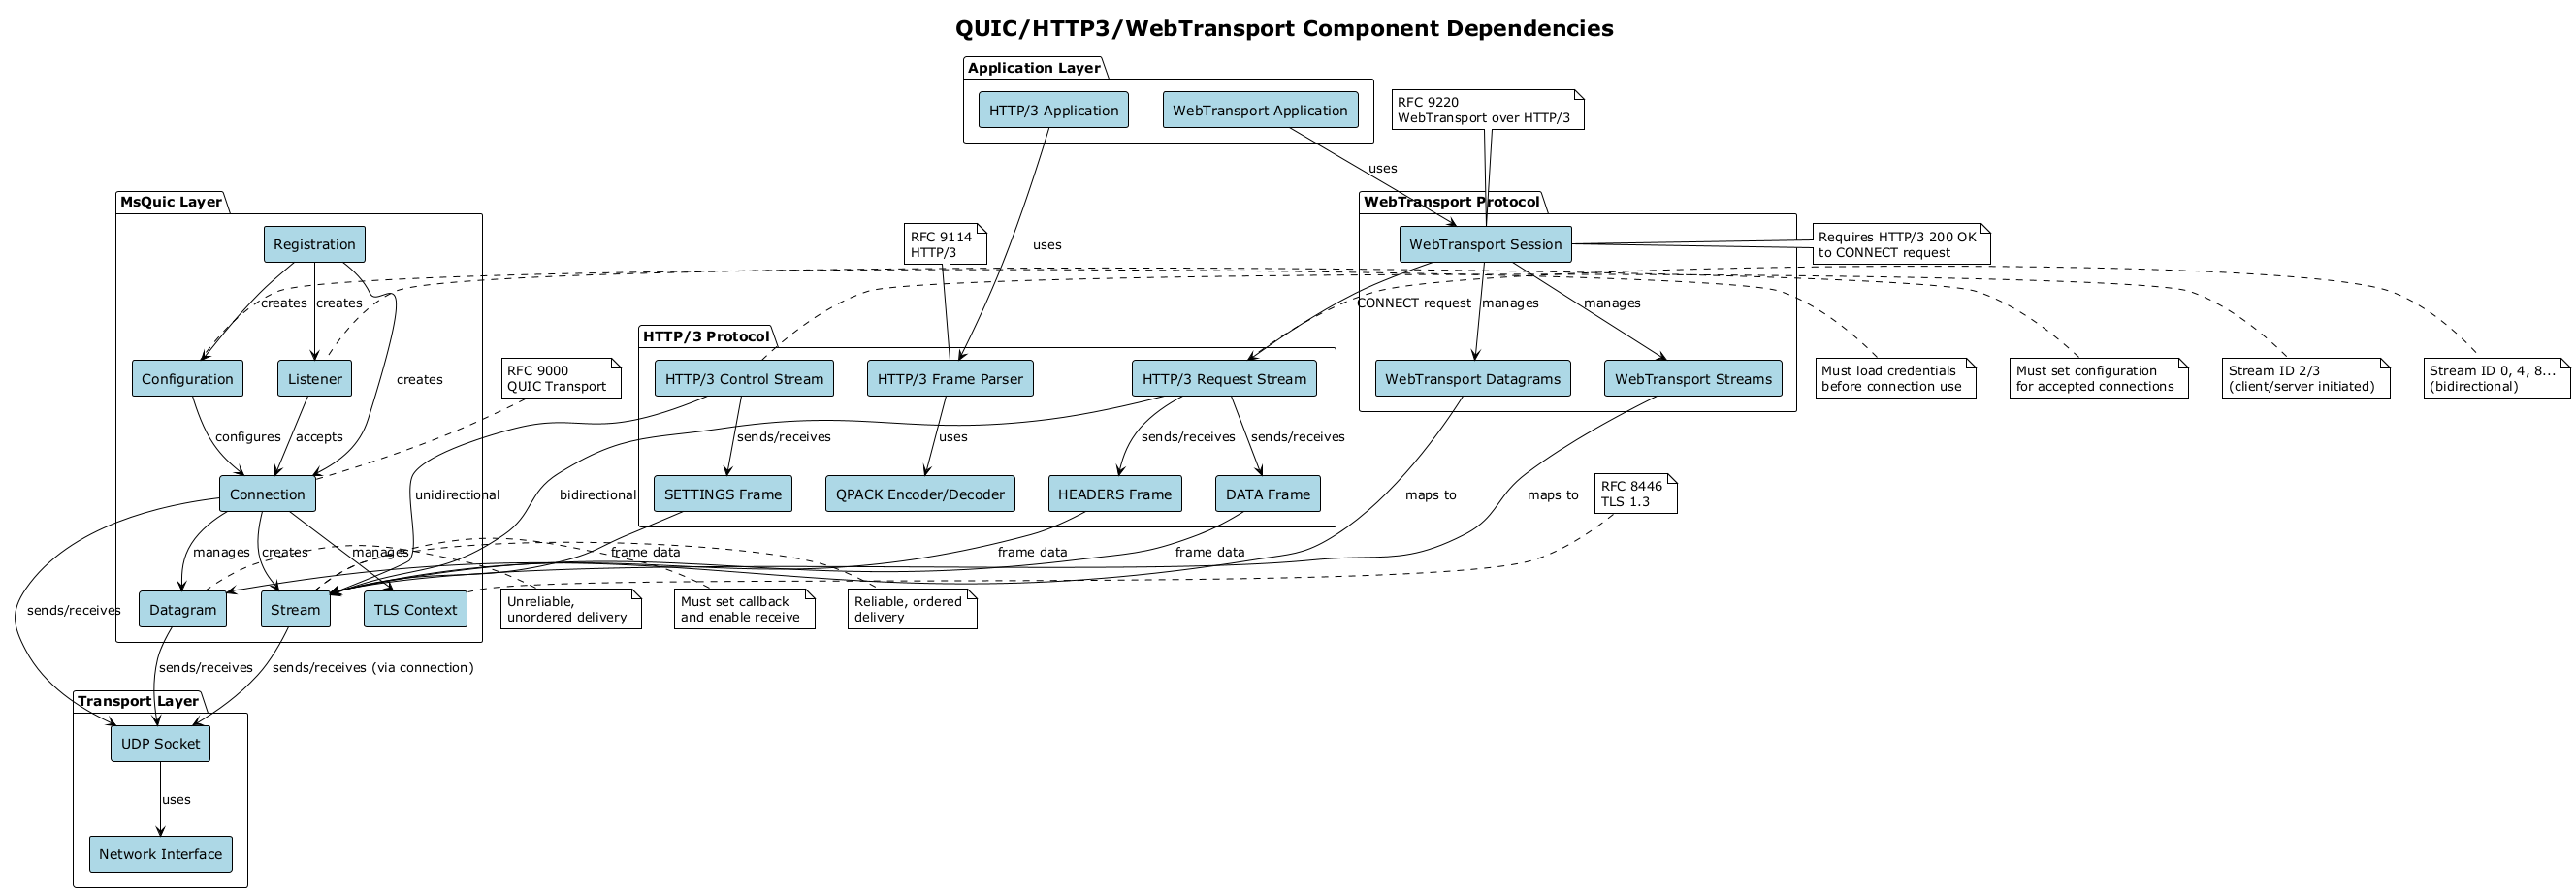 QUIC/HTTP3/WebTransport Component Dependencies
Application Layer
HTTP/3 Application
WebTransport Application
RFC 9220
WebTransport over HTTP/3
uses
uses
MsQuic Layer
Registration
creates
creates
creates
Configuration
Listener
configures
accepts
Connection
RFC 9000
QUIC Transport
manages
creates
manages
Datagram
Stream
TLS Context
sends/receives
sends/receives
sends/receives (via connection)
RFC 9114
HTTP/3
HTTP/3 Protocol
HTTP/3 Control Stream
HTTP/3 Frame Parser
HTTP/3 Request Stream
unidirectional
bidirectional
sends/receives
uses
sends/receives
sends/receives
SETTINGS Frame
QPACK Encoder/Decoder
HEADERS Frame
DATA Frame
frame data
frame data
frame data
WebTransport Protocol
WebTransport Session
Requires HTTP/3 200 OK
to CONNECT request
CONNECT request
manages
manages
WebTransport Datagrams
WebTransport Streams
maps to
maps to
Must load credentials
before connection use
Must set configuration
for accepted connections
Stream ID 2/3
(client/server initiated)
Stream ID 0, 4, 8...
(bidirectional)
RFC 8446
TLS 1.3
Unreliable,
unordered delivery
Must set callback
and enable receive
Reliable, ordered
delivery
Transport Layer
UDP Socket
uses
Network Interface